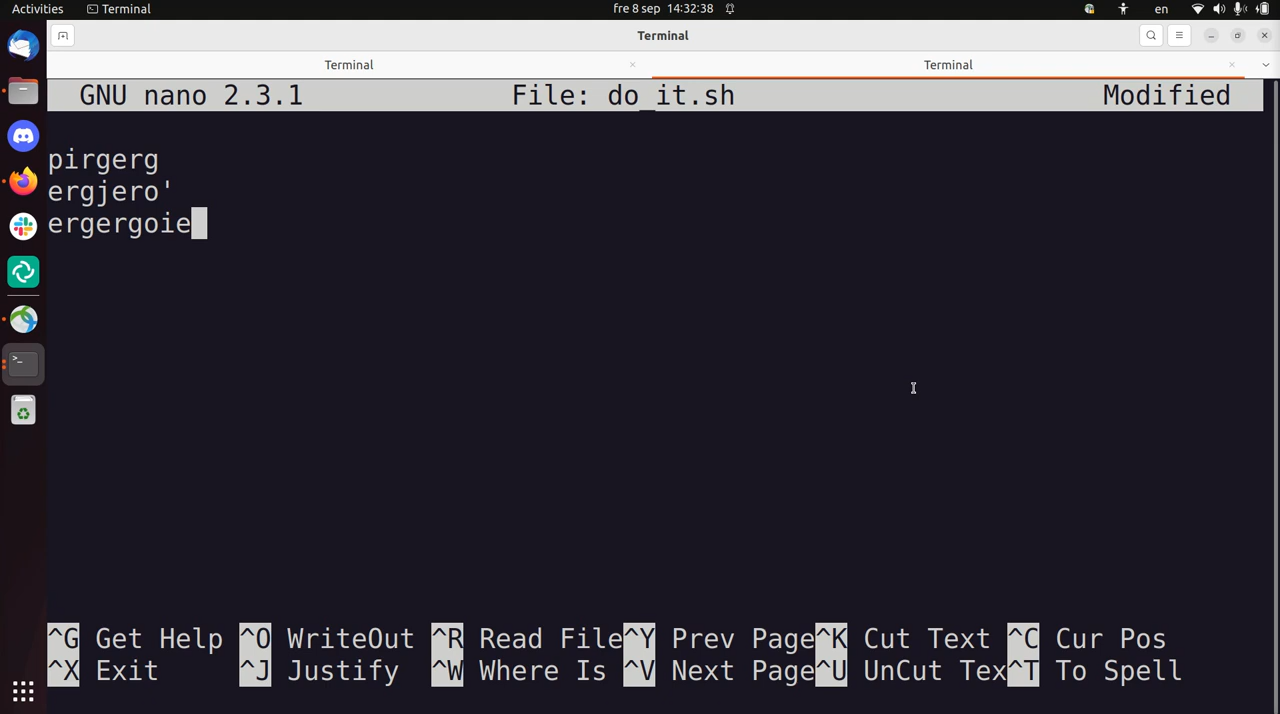 Activities Terminal fre 8 sep 14:32:38 en
Terminal
Terminal Terminal
GNU nano 2.3.1 File: do_it.sh Modified
pirgerg
ergjero'
ergergoie
^G Get Help ^O WriteOut ^R Read File^Y Prev Page^K Cut Text ^C Cur Pos
^X Exit ^J Justify ^W Where Is ^V Next Page^U UnCut Tex^T To Spell